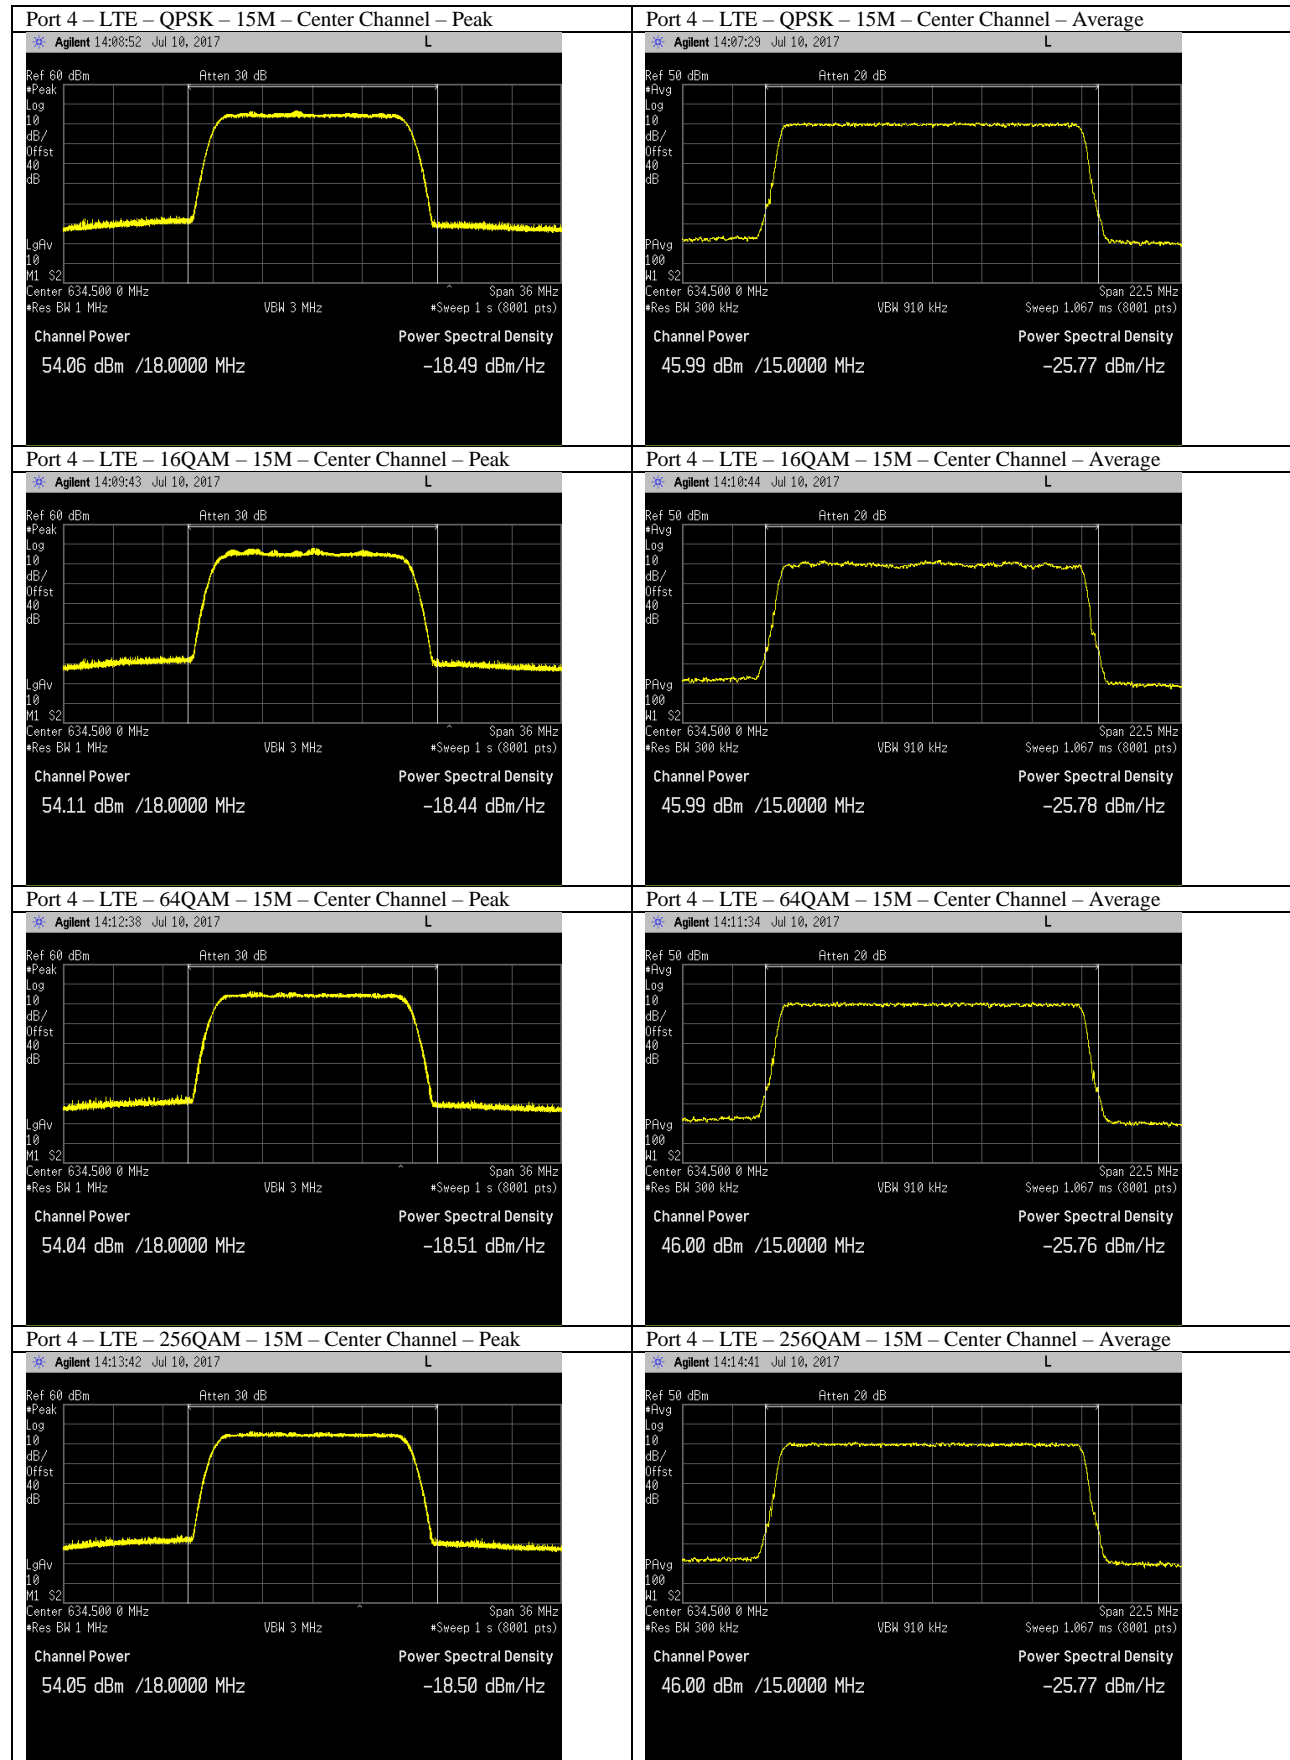 Port 4 – LTE – QPSK – 15M – Center Channel – Peak
Agilent 14:08:52 Jul 10, 2017 L
Ref 60 dBm Atten 30 dB
#Peak
Log
10
dB/
Offst
40
dB
LgAv
10
M1 S2
Center 634.500 0 MHz Span 36 MHz
#Res BW 1 MHz VBW 3 MHz #Sweep 1 s (8001 pts)
Channel Power Power Spectral Density
54.06 dBm /18.0000 MHz -18.49 dBm/Hz
Port 4 – LTE – QPSK – 15M – Center Channel – Average
Agilent 14:07:29 Jul 10, 2017 L
Ref 50 dBm Atten 20 dB
#Avg
Log
10
dB/
Offst
40
dB
PAvg
100
W1 S2
Center 634.500 0 MHz Span 22.5 MHz
#Res BW 300 kHz VBW 910 kHz Sweep 1.067 ms (8001 pts)
Channel Power Power Spectral Density
45.99 dBm /15.0000 MHz -25.77 dBm/Hz
Port 4 – LTE – 16QAM – 15M – Center Channel – Peak
Agilent 14:09:43 Jul 10, 2017 L
Ref 60 dBm Atten 30 dB
#Peak
Log
10
dB/
Offst
40
dB
LgAv
10
M1 S2
Center 634.500 0 MHz Span 36 MHz
#Res BW 1 MHz VBW 3 MHz #Sweep 1 s (8001 pts)
Channel Power Power Spectral Density
54.11 dBm /18.0000 MHz -18.44 dBm/Hz
Port 4 – LTE – 16QAM – 15M – Center Channel – Average
Agilent 14:10:44 Jul 10, 2017 L
Ref 50 dBm Atten 20 dB
#Avg
Log
10
dB/
Offst
40
dB
PAvg
100
W1 S2
Center 634.500 0 MHz Span 22.5 MHz
#Res BW 300 kHz VBW 910 kHz Sweep 1.067 ms (8001 pts)
Channel Power Power Spectral Density
45.99 dBm /15.0000 MHz -25.78 dBm/Hz
Port 4 – LTE – 64QAM – 15M – Center Channel – Peak
Agilent 14:12:38 Jul 10, 2017 L
Ref 60 dBm Atten 30 dB
#Peak
Log
10
dB/
Offst
40
dB
LgAv
10
M1 S2
Center 634.500 0 MHz Span 36 MHz
#Res BW 1 MHz VBW 3 MHz #Sweep 1 s (8001 pts)
Channel Power Power Spectral Density
54.04 dBm /18.0000 MHz -18.51 dBm/Hz
Port 4 – LTE – 64QAM – 15M – Center Channel – Average
Agilent 14:11:34 Jul 10, 2017 L
Ref 50 dBm Atten 20 dB
#Avg
Log
10
dB/
Offst
40
dB
PAvg
100
W1 S2
Center 634.500 0 MHz Span 22.5 MHz
#Res BW 300 kHz VBW 910 kHz Sweep 1.067 ms (8001 pts)
Channel Power Power Spectral Density
46.00 dBm /15.0000 MHz -25.76 dBm/Hz
Port 4 – LTE – 256QAM – 15M – Center Channel – Peak
Agilent 14:13:42 Jul 10, 2017 L
Ref 60 dBm Atten 30 dB
#Peak
Log
10
dB/
Offst
40
dB
LgAv
10
M1 S2
Center 634.500 0 MHz Span 36 MHz
#Res BW 1 MHz VBW 3 MHz #Sweep 1 s (8001 pts)
Channel Power Power Spectral Density
54.05 dBm /18.0000 MHz -18.50 dBm/Hz
Port 4 – LTE – 256QAM – 15M – Center Channel – Average
Agilent 14:14:41 Jul 10, 2017 L
Ref 50 dBm Atten 20 dB
#Avg
Log
10
dB/
Offst
40
dB
PAvg
100
W1 S2
Center 634.500 0 MHz Span 22.5 MHz
#Res BW 300 kHz VBW 910 kHz Sweep 1.067 ms (8001 pts)
Channel Power Power Spectral Density
46.00 dBm /15.0000 MHz -25.77 dBm/Hz